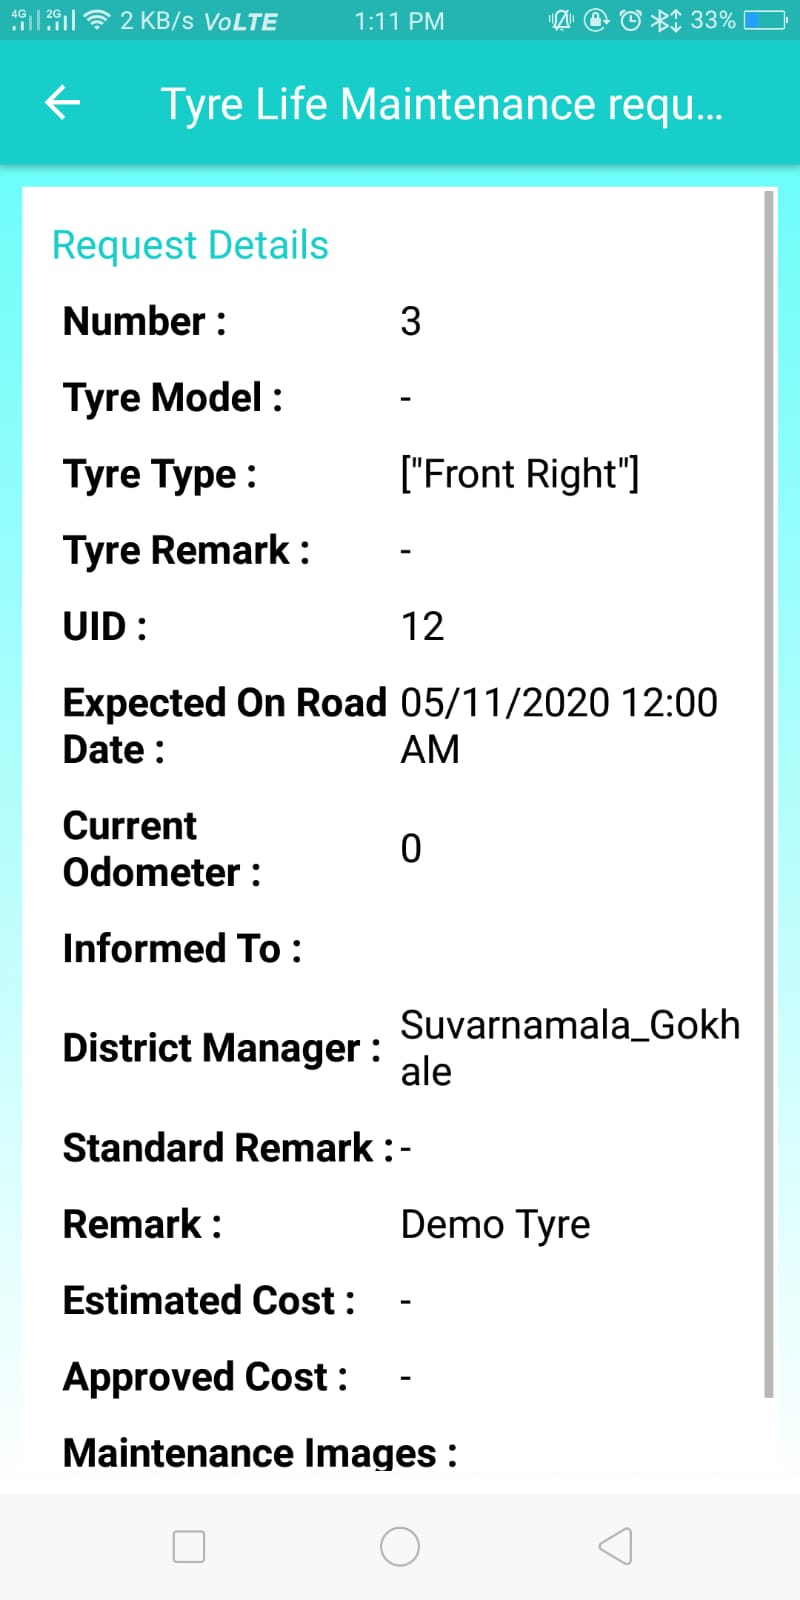 4G 2G 2 KB/s VoLTE 1:11 PM 33%
Tyre Life Maintenance requ...
Request Details
Number : 3
Tyre Model : -
Tyre Type : ["Front Right"]
Tyre Remark : -
UID : 12
Expected On Road 05/11/2020 12:00
Date : AM
Current
Odometer : 0
Informed To :
District Manager : Suvarnamala_Gokh
ale
Standard Remark : -
Remark : Demo Tyre
Estimated Cost : -
Approved Cost : -
Maintenance Images :